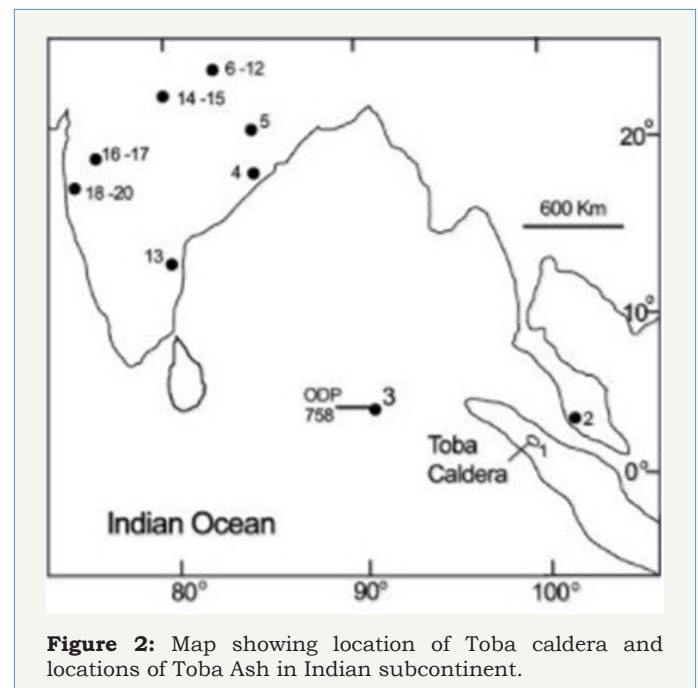 6 -12
14 -15
5
20°
16 -17
4
18 -20
600 Km
13
10°
ODP 3
758
2
Toba 1
Caldera
0°
Indian Ocean
80° 90° 100°
Figure 2: Map showing location of Toba caldera and
locations of Toba Ash in Indian subcontinent.